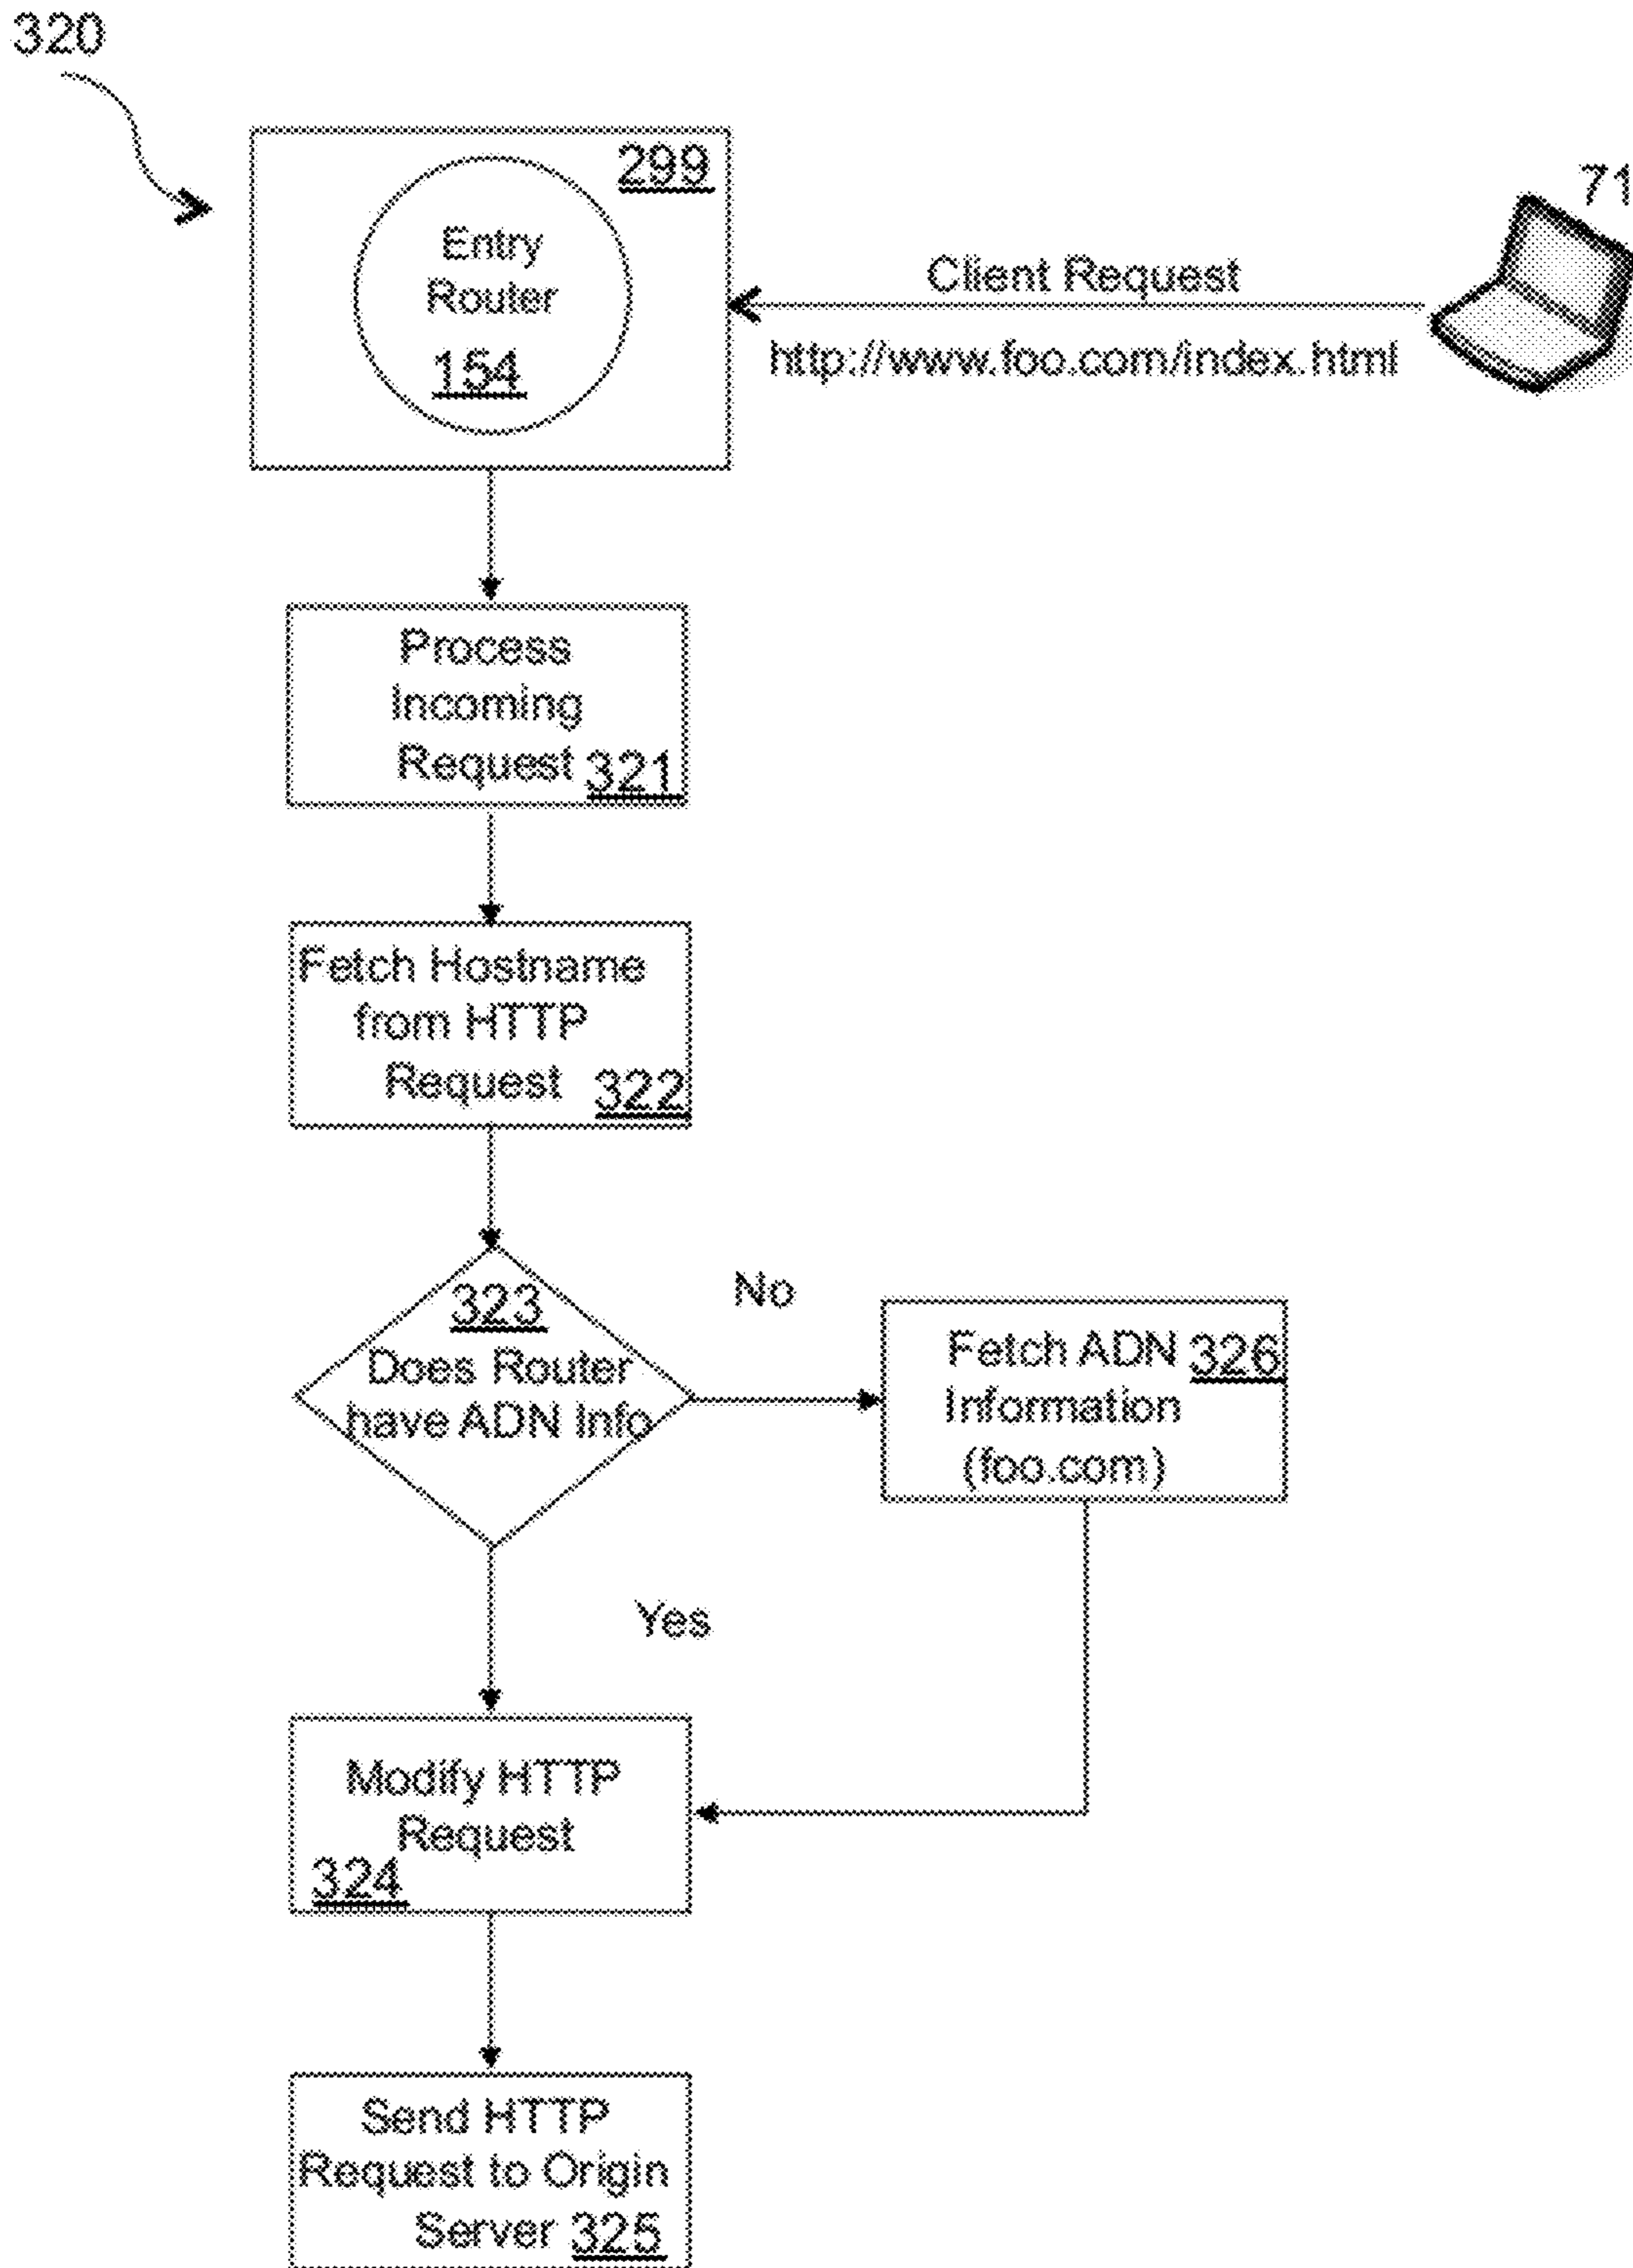 320
299
Entry
Router
154
71
Client Request
http://www.foo.com/index.html
Process
Incoming
Request 321
Fetch Hostname
from HTTP
Request 322
323
Does Router
have ADN Info
No
Fetch ADN 326
Information
(foo.com)
Yes
Modify HTTP
Request
324
Send HTTP
Request to Origin
Server 325